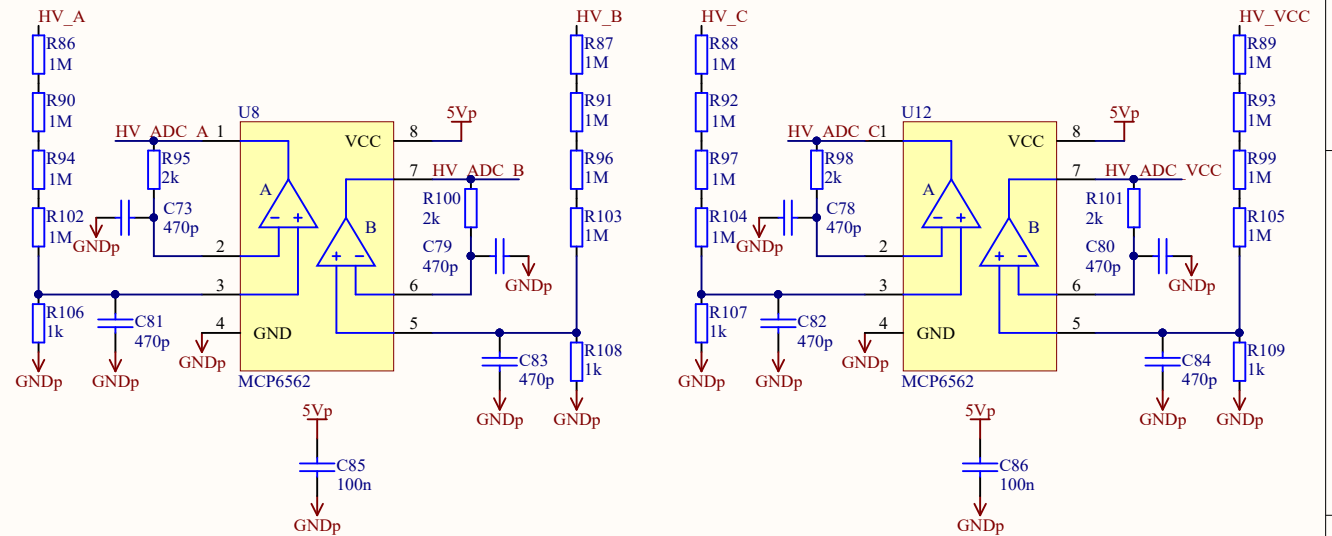 HV_A
R86
1M
R90
1M
R94
1M
R102
1M
R106
1k
GNDp
C81
470p
GNDp
HV_ADC_A
R95
2k
C73
470p
GNDp
U8
1
2
3
4
A
B
VCC
GND
8
7
6
5
MCP6562
GNDp
5Vp
HV_ADC_B
R100
2k
C79
470p
GNDp
C83
470p
GNDp
HV_B
R87
1M
R91
1M
R96
1M
R103
1M
R108
1k
GNDp
5Vp
C85
100n
GNDp
HV_C
R88
1M
R92
1M
R97
1M
R104
1M
R107
1k
GNDp
C82
470p
GNDp
HV_ADC_C
R98
2k
C78
470p
GNDp
U12
1
2
3
4
A
B
VCC
GND
8
7
6
5
MCP6562
GNDp
5Vp
HV_ADC_VCC
R101
2k
C80
470p
GNDp
C84
470p
GNDp
HV_VCC
R89
1M
R93
1M
R99
1M
R105
1M
R109
1k
GNDp
5Vp
C86
100n
GNDp